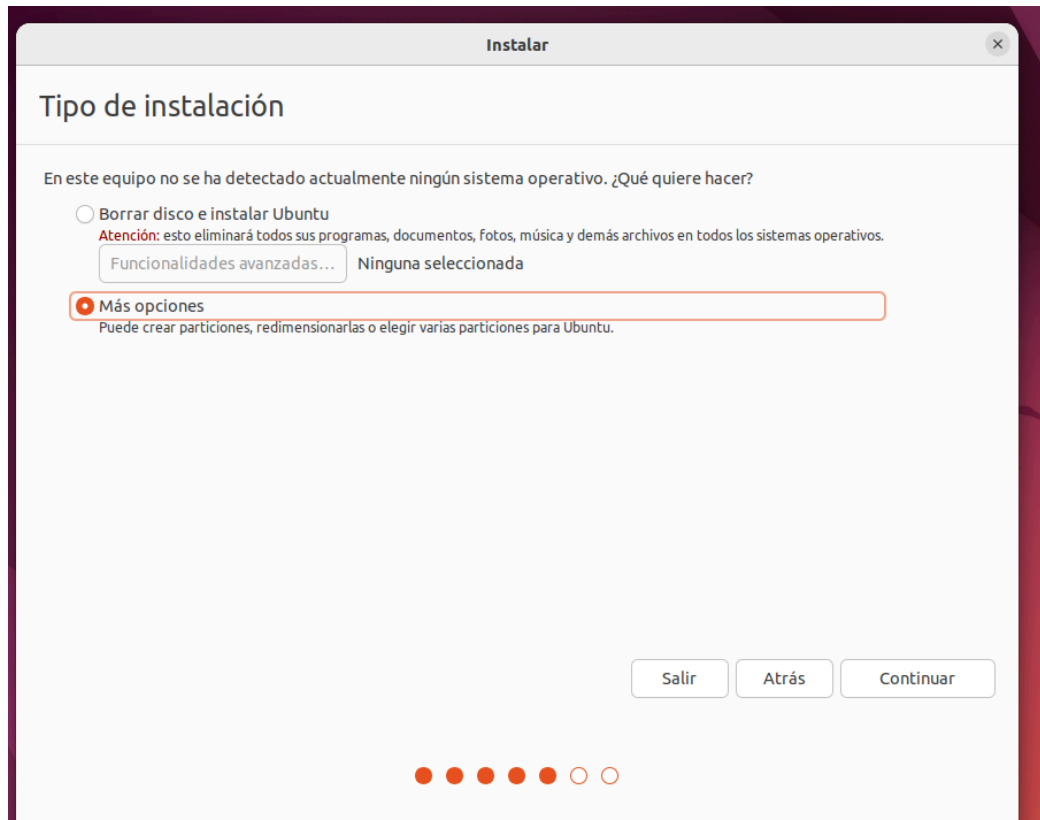 Instalar
Tipo de instalación
En este equipo no se ha detectado actualmente ningún sistema operativo. ¿Qué quiere hacer?
Borrar disco e instalar Ubuntu
Atención: esto eliminará todos sus programas, documentos, fotos, música y demás archivos en todos los sistemas operativos.
Funcionalidades avanzadas... Ninguna seleccionada
Más opciones
Puede crear particiones, redimensionarlas o elegir varias particiones para Ubuntu.
Salir Atrás Continuar